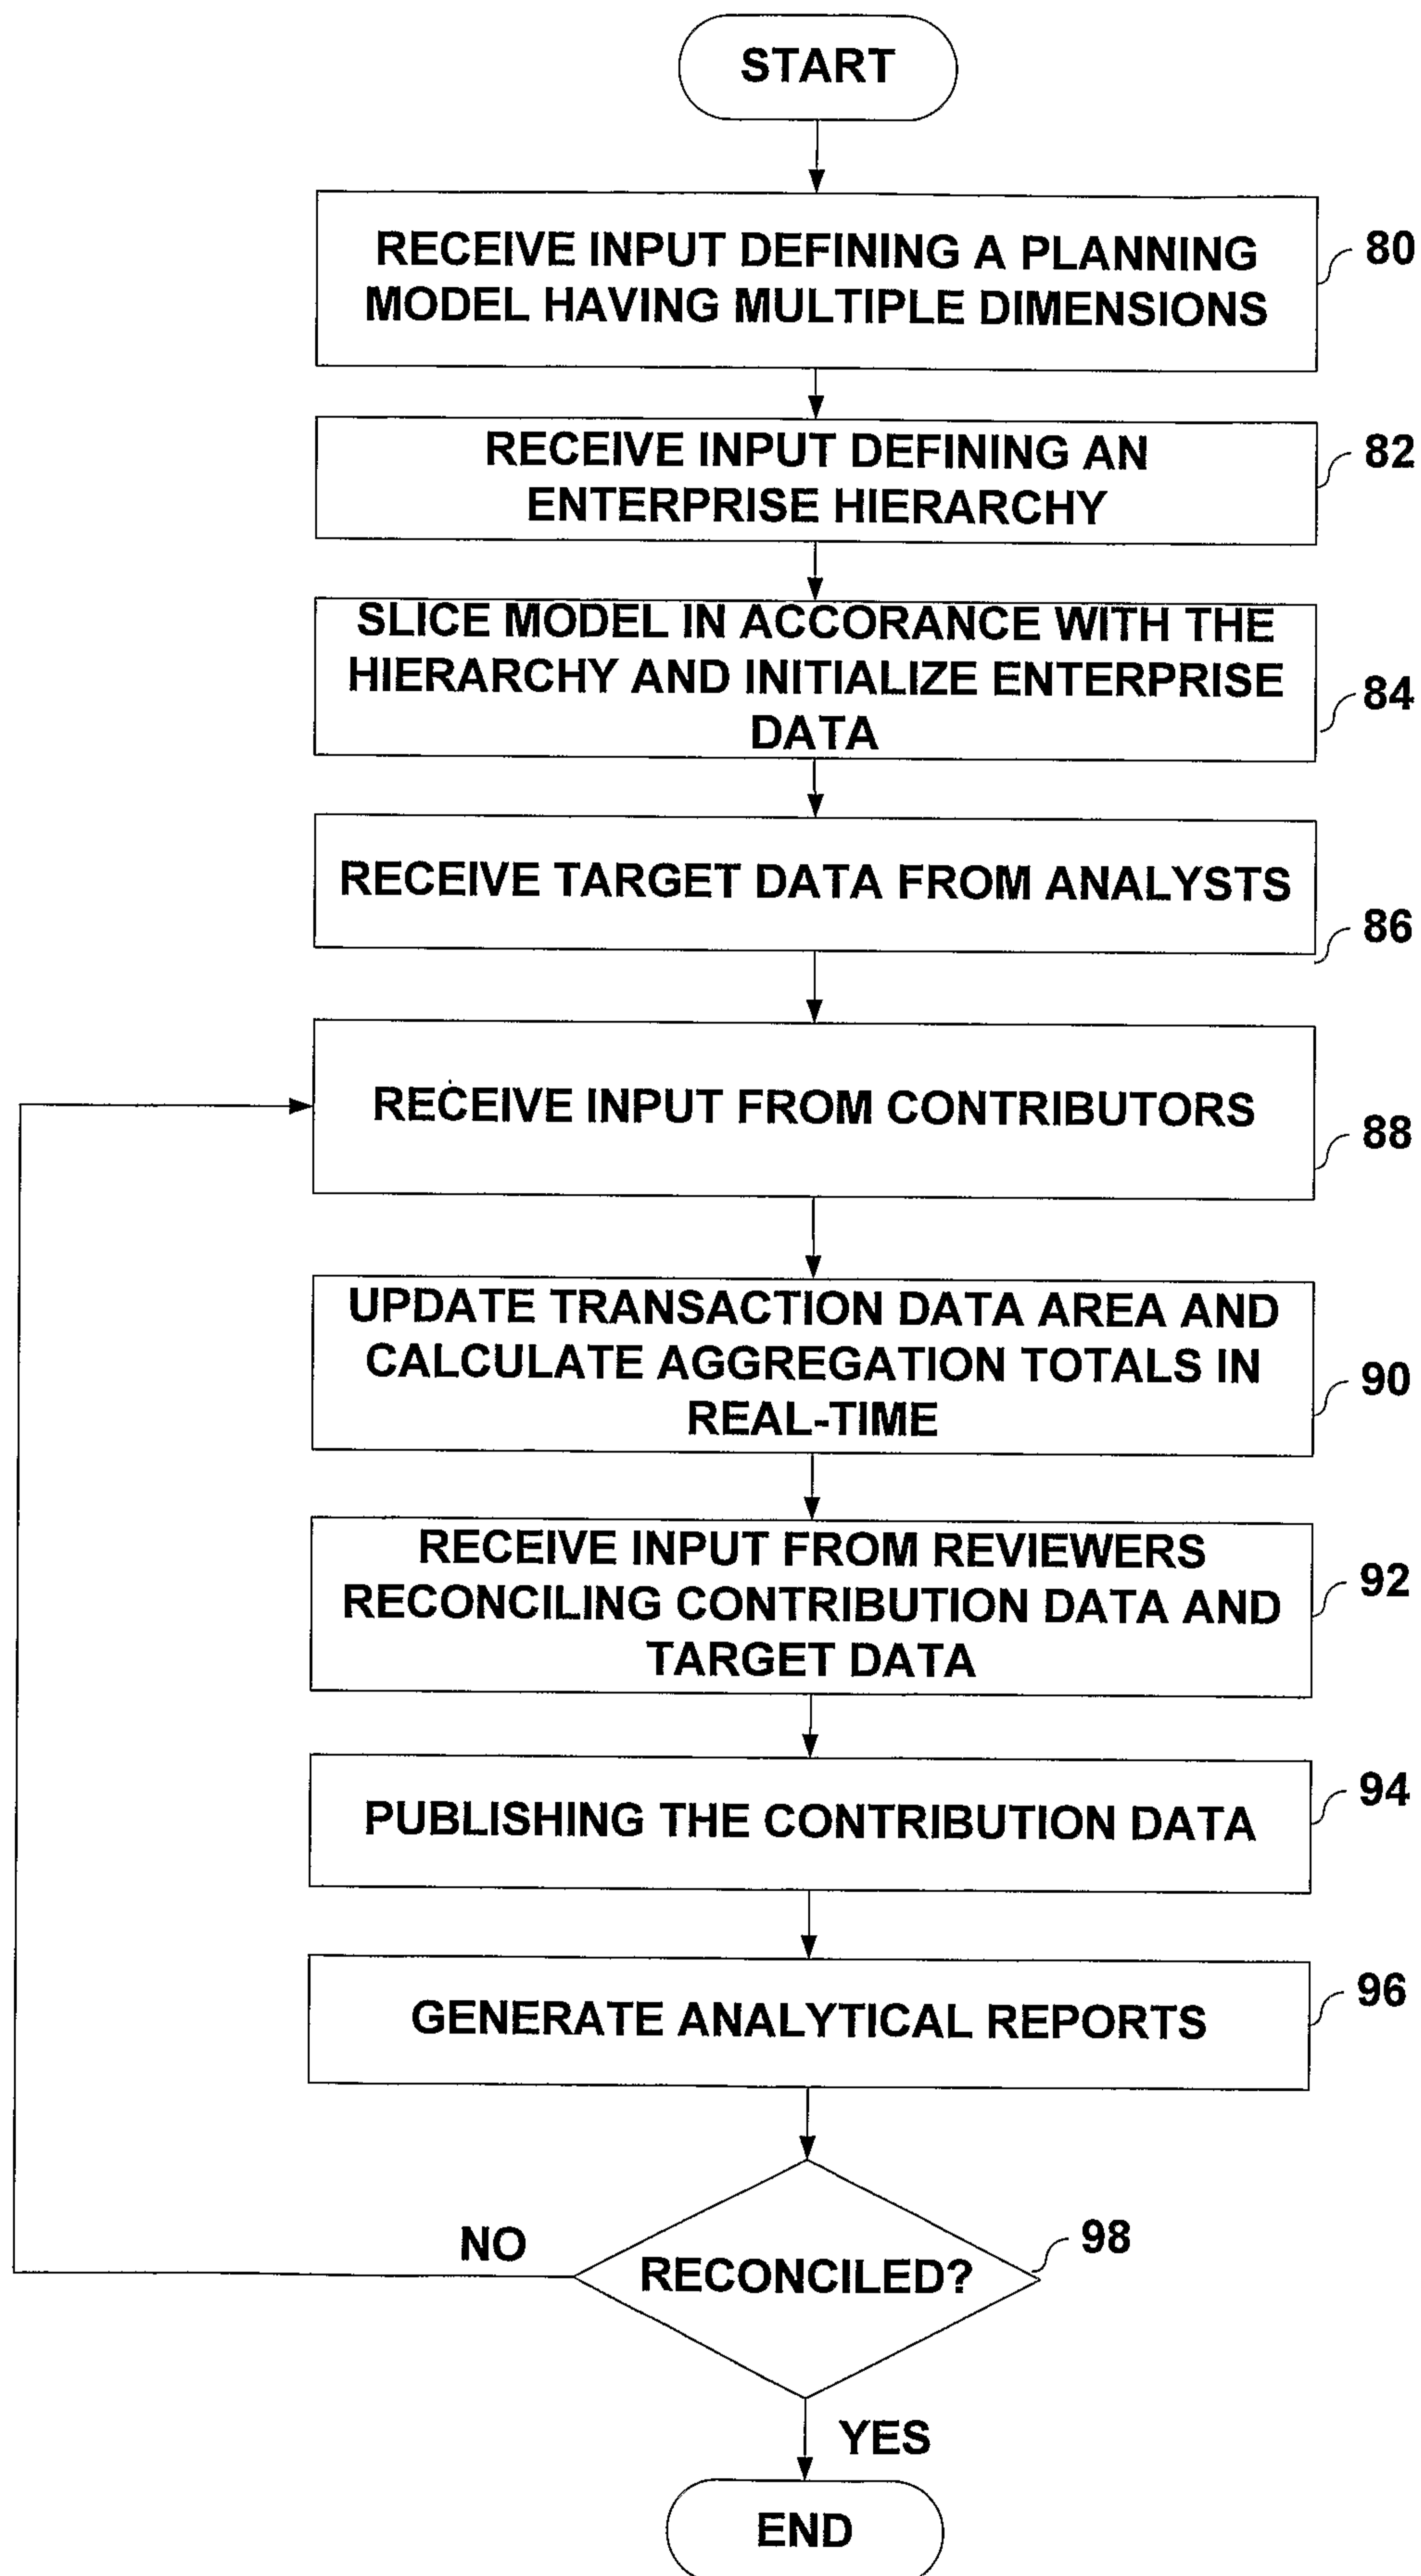 START
RECEIVE INPUT DEFINING A PLANNING
MODEL HAVING MULTIPLE DIMENSIONS
80
RECEIVE INPUT DEFINING AN
ENTERPRISE HIERARCHY
82
SLICE MODEL IN ACCORANCE WITH THE
HIERARCHY AND INITIALIZE ENTERPRISE
DATA
84
RECEIVE TARGET DATA FROM ANALYSTS
86
RECEIVE INPUT FROM CONTRIBUTORS
88
UPDATE TRANSACTION DATA AREA AND
CALCULATE AGGREGATION TOTALS IN
REAL-TIME
90
RECEIVE INPUT FROM REVIEWERS
RECONCILING CONTRIBUTION DATA AND
TARGET DATA
92
PUBLISHING THE CONTRIBUTION DATA
94
GENERATE ANALYTICAL REPORTS
96
NO
RECONCILED?
98
YES
END